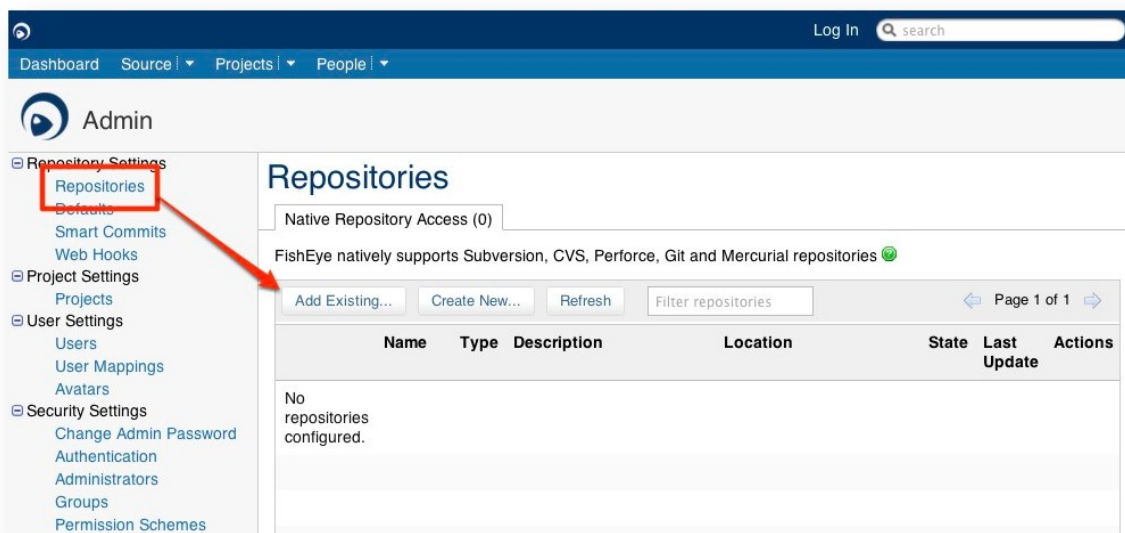 Log In
search
Dashboard Source Projects People
Admin
Repository Settings
Repositories
Defaults
Smart Commits
Web Hooks
Project Settings
Projects
User Settings
Users
User Mappings
Avatars
Security Settings
Change Admin Password
Authentication
Administrators
Groups
Permission Schemes
Repositories
Native Repository Access (0)
FishEye natively supports Subversion, CVS, Perforce, Git and Mercurial repositories
Add Existing... Create New... Refresh Filter repositories Page 1 of 1
Name Type Description Location State Last Update Actions
No
repositories
configured.